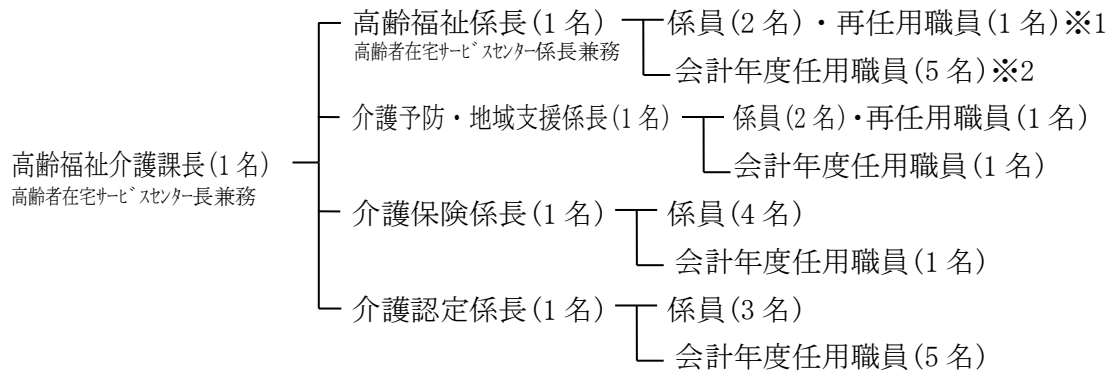 高齢福祉係長(1名) 係員(2名)・再任用職員(1名)※1
高齢者在宅サービスセンター係長兼務
会計年度任用職員(5名)※2
介護予防・地域支援係長(1名) 係員(2名)・再任用職員(1名)
会計年度任用職員(1名)
高齢福祉介護課長(1名)
高齢者在宅サービスセンター長兼務
介護保険係長(1名) 係員(4名)
会計年度任用職員(1名)
介護認定係長(1名) 係員(3名)
会計年度任用職員(5名)